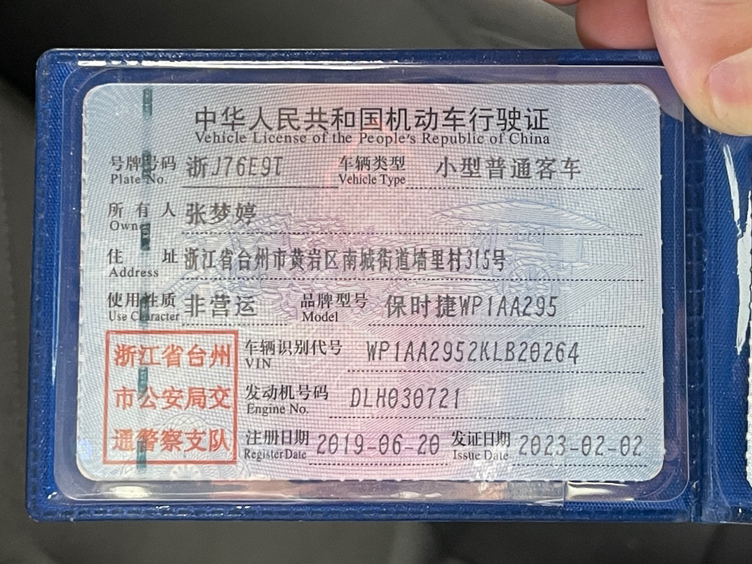 中华人民共和国机动车行驶证
Vehicle License of the People's Republic of China
号牌号码 浙J76E9T 车辆类型 小型普通客车
Plate No. Vehicle Type
所有人 张梦婷
Owner
住址 浙江省台州市黄岩区南城街道墙里村315号
Address
使用性质 非营运 品牌型号 保时捷WP1AA295
Use Character Model
浙江省台州
市公安局交
通警察支队
车辆识别代号 WP1AA2952KLB20264
VIN
发动机号码 DLH030721
Engine No.
注册日期 2019-06-20 发证日期 2023-02-02
Register Date Issue Date